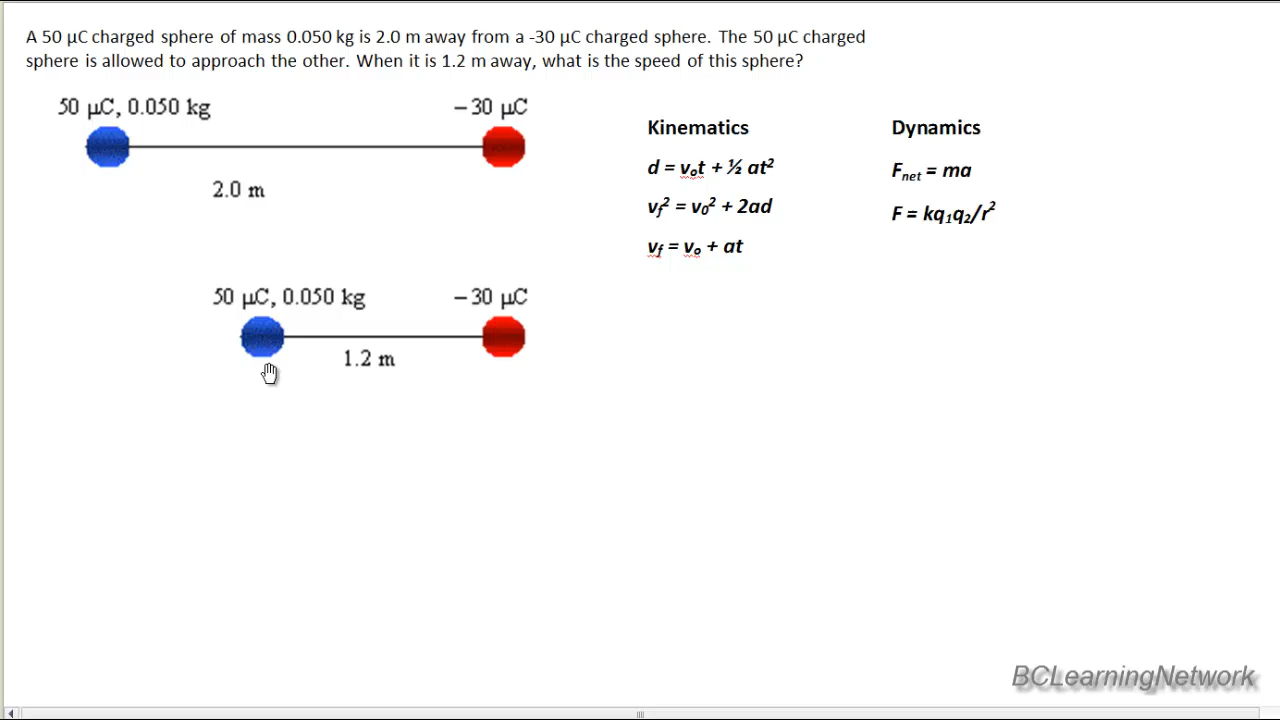 A 50 µC charged sphere of mass 0.050 kg is 2.0 m away from a -30 µC charged sphere. The 50 µC charged
sphere is allowed to approach the other. When it is 1.2 m away, what is the speed of this sphere?
50 µC, 0.050 kg
– 30 µC
2.0 m
50 µC, 0.050 kg
– 30 µC
1.2 m
Kinematics
d = vₒt + ½ at²
v_f² = v₀² + 2ad
v_f = vₒ + at
Dynamics
F_net = ma
F = kq₁q₂/r²
BCLearningNetwork